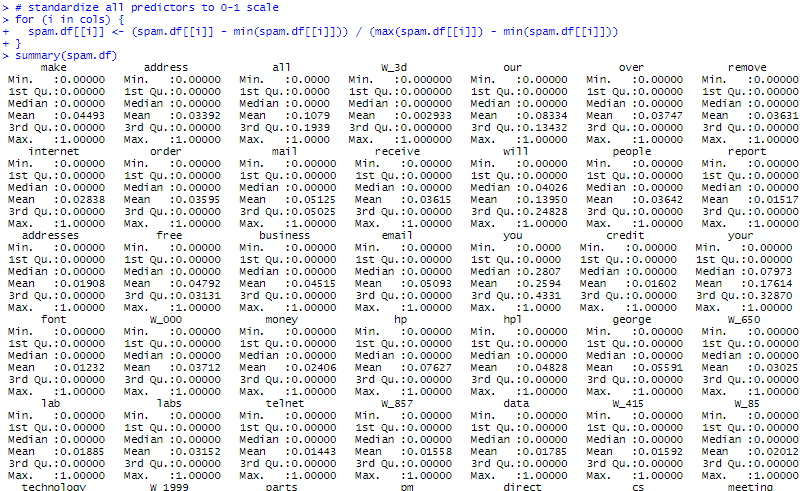 > # standardize all predictors to 0-1 scale
> for (i in cols) {
+   spam.df[[i]] <- (spam.df[[i]] - min(spam.df[[i]])) / (max(spam.df[[i]]) - min(spam.df[[i]]))
+ }
> summary(spam.df)
make address all W_3d our over remove
Min. :0.00000 Min. :0.00000 Min. :0.0000 Min. :0.000000 Min. :0.00000 Min. :0.00000 Min. :0.00000
1st Qu.:0.00000 1st Qu.:0.00000 1st Qu.:0.0000 1st Qu.:0.000000 1st Qu.:0.00000 1st Qu.:0.00000 1st Qu.:0.00000
Median :0.00000 Median :0.00000 Median :0.0000 Median :0.000000 Median :0.00000 Median :0.00000 Median :0.00000
Mean :0.04493 Mean :0.03392 Mean :0.1079 Mean :0.002933 Mean :0.08334 Mean :0.03747 Mean :0.03631
3rd Qu.:0.00000 3rd Qu.:0.00000 3rd Qu.:0.1939 3rd Qu.:0.000000 3rd Qu.:0.13432 3rd Qu.:0.00000 3rd Qu.:0.00000
Max. :1.00000 Max. :1.00000 Max. :1.0000 Max. :1.000000 Max. :1.00000 Max. :1.00000 Max. :1.00000
internet order mail receive will people report
Min. :0.00000 Min. :0.00000 Min. :0.00000 Min. :0.00000 Min. :0.00000 Min. :0.00000 Min. :0.00000
1st Qu.:0.00000 1st Qu.:0.00000 1st Qu.:0.00000 1st Qu.:0.00000 1st Qu.:0.00000 1st Qu.:0.00000 1st Qu.:0.00000
Median :0.00000 Median :0.00000 Median :0.00000 Median :0.00000 Median :0.04026 Median :0.00000 Median :0.00000
Mean :0.02838 Mean :0.03595 Mean :0.05125 Mean :0.03615 Mean :0.13950 Mean :0.03642 Mean :0.01517
3rd Qu.:0.00000 3rd Qu.:0.00000 3rd Qu.:0.05025 3rd Qu.:0.00000 3rd Qu.:0.24828 3rd Qu.:0.00000 3rd Qu.:0.00000
Max. :1.00000 Max. :1.00000 Max. :1.00000 Max. :1.00000 Max. :1.00000 Max. :1.00000 Max. :1.00000
addresses free business email you credit your
Min. :0.00000 Min. :0.00000 Min. :0.00000 Min. :0.00000 Min. :0.0000 Min. :0.00000 Min. :0.00000
1st Qu.:0.00000 1st Qu.:0.00000 1st Qu.:0.00000 1st Qu.:0.00000 1st Qu.:0.0000 1st Qu.:0.00000 1st Qu.:0.00000
Median :0.00000 Median :0.00000 Median :0.00000 Median :0.00000 Median :0.2807 Median :0.00000 Median :0.07973
Mean :0.01908 Mean :0.04792 Mean :0.04515 Mean :0.05093 Mean :0.2594 Mean :0.01602 Mean :0.17614
3rd Qu.:0.00000 3rd Qu.:0.03131 3rd Qu.:0.00000 3rd Qu.:0.00000 3rd Qu.:0.4331 3rd Qu.:0.00000 3rd Qu.:0.32870
Max. :1.00000 Max. :1.00000 Max. :1.00000 Max. :1.00000 Max. :1.0000 Max. :1.00000 Max. :1.00000
font W_000 money hp hpl george W_650
Min. :0.00000 Min. :0.00000 Min. :0.00000 Min. :0.00000 Min. :0.00000 Min. :0.00000 Min. :0.00000
1st Qu.:0.00000 1st Qu.:0.00000 1st Qu.:0.00000 1st Qu.:0.00000 1st Qu.:0.00000 1st Qu.:0.00000 1st Qu.:0.00000
Median :0.00000 Median :0.00000 Median :0.00000 Median :0.00000 Median :0.00000 Median :0.00000 Median :0.00000
Mean :0.01232 Mean :0.03712 Mean :0.02406 Mean :0.07627 Mean :0.04828 Mean :0.05591 Mean :0.03025
3rd Qu.:0.00000 3rd Qu.:0.00000 3rd Qu.:0.00000 3rd Qu.:0.00000 3rd Qu.:0.00000 3rd Qu.:0.00000 3rd Qu.:0.00000
Max. :1.00000 Max. :1.00000 Max. :1.00000 Max. :1.00000 Max. :1.00000 Max. :1.00000 Max. :1.00000
lab labs telnet W_857 data W_415 W_85
Min. :0.00000 Min. :0.00000 Min. :0.00000 Min. :0.00000 Min. :0.00000 Min. :0.00000 Min. :0.00000
1st Qu.:0.00000 1st Qu.:0.00000 1st Qu.:0.00000 1st Qu.:0.00000 1st Qu.:0.00000 1st Qu.:0.00000 1st Qu.:0.00000
Median :0.00000 Median :0.00000 Median :0.00000 Median :0.00000 Median :0.00000 Median :0.00000 Median :0.00000
Mean :0.01885 Mean :0.03152 Mean :0.01443 Mean :0.01558 Mean :0.01785 Mean :0.01592 Mean :0.02012
3rd Qu.:0.00000 3rd Qu.:0.00000 3rd Qu.:0.00000 3rd Qu.:0.00000 3rd Qu.:0.00000 3rd Qu.:0.00000 3rd Qu.:0.00000
Max. :1.00000 Max. :1.00000 Max. :1.00000 Max. :1.00000 Max. :1.00000 Max. :1.00000 Max. :1.00000
technology W_1999 parts pm direct cs meeting